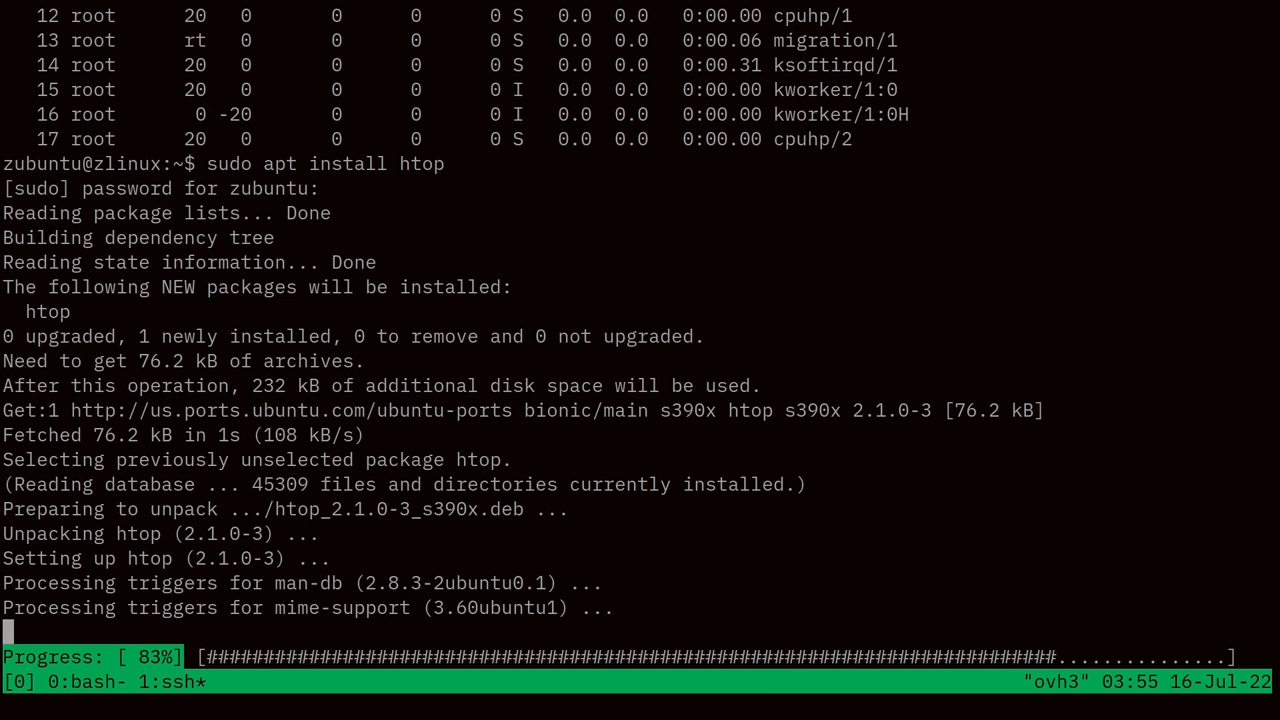 12 root 20 0 0 0 0 S 0.0 0.0 0:00.00 cpuhp/1
13 root rt 0 0 0 0 S 0.0 0.0 0:00.06 migration/1
14 root 20 0 0 0 0 S 0.0 0.0 0:00.31 ksoftirqd/1
15 root 20 0 0 0 0 I 0.0 0.0 0:00.00 kworker/1:0
16 root 0 -20 0 0 0 I 0.0 0.0 0:00.00 kworker/1:0H
17 root 20 0 0 0 0 S 0.0 0.0 0:00.00 cpuhp/2
zubuntu@zlinux:~$ sudo apt install htop
[sudo] password for zubuntu:
Reading package lists... Done
Building dependency tree
Reading state information... Done
The following NEW packages will be installed:
htop
0 upgraded, 1 newly installed, 0 to remove and 0 not upgraded.
Need to get 76.2 kB of archives.
After this operation, 232 kB of additional disk space will be used.
Get:1 http://us.ports.ubuntu.com/ubuntu-ports bionic/main s390x htop s390x 2.1.0-3 [76.2 kB]
Fetched 76.2 kB in 1s (108 kB/s)
Selecting previously unselected package htop.
(Reading database ... 45309 files and directories currently installed.)
Preparing to unpack .../htop_2.1.0-3_s390x.deb ...
Unpacking htop (2.1.0-3) ...
Setting up htop (2.1.0-3) ...
Processing triggers for man-db (2.8.3-2ubuntu0.1) ...
Processing triggers for mime-support (3.60ubuntu1) ...
Progress: [ 83%] [###########################################################################...............]
[0] 0:bash- 1:ssh* "ovh3" 03:55 16-Jul-22